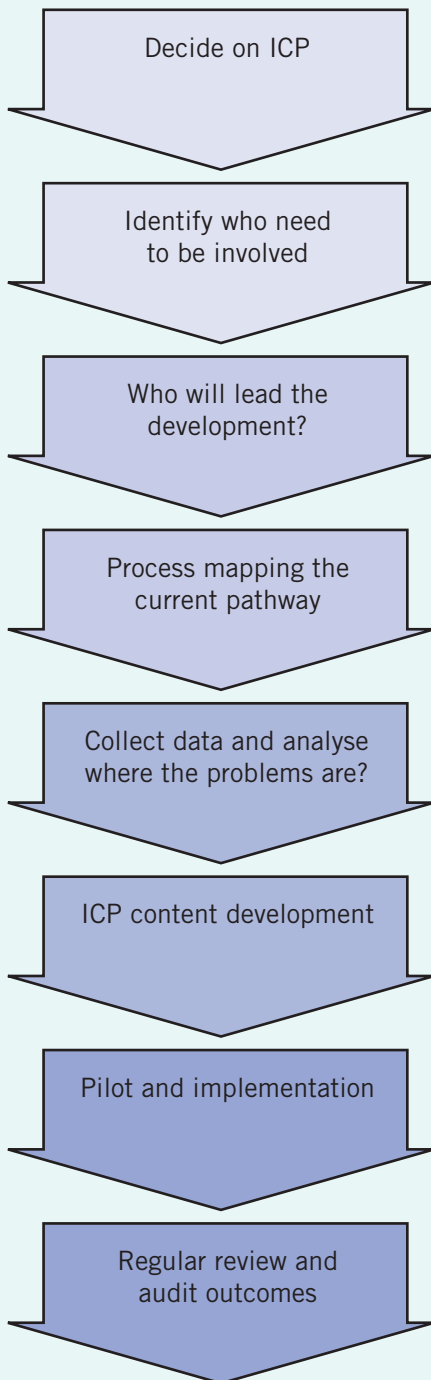 Decide on ICP
Identify who need
to be involved
Who will lead the
development?
Process mapping the
current pathway
Collect data and analyse
where the problems are?
ICP content development
Pilot and implementation
Regular review and
audit outcomes